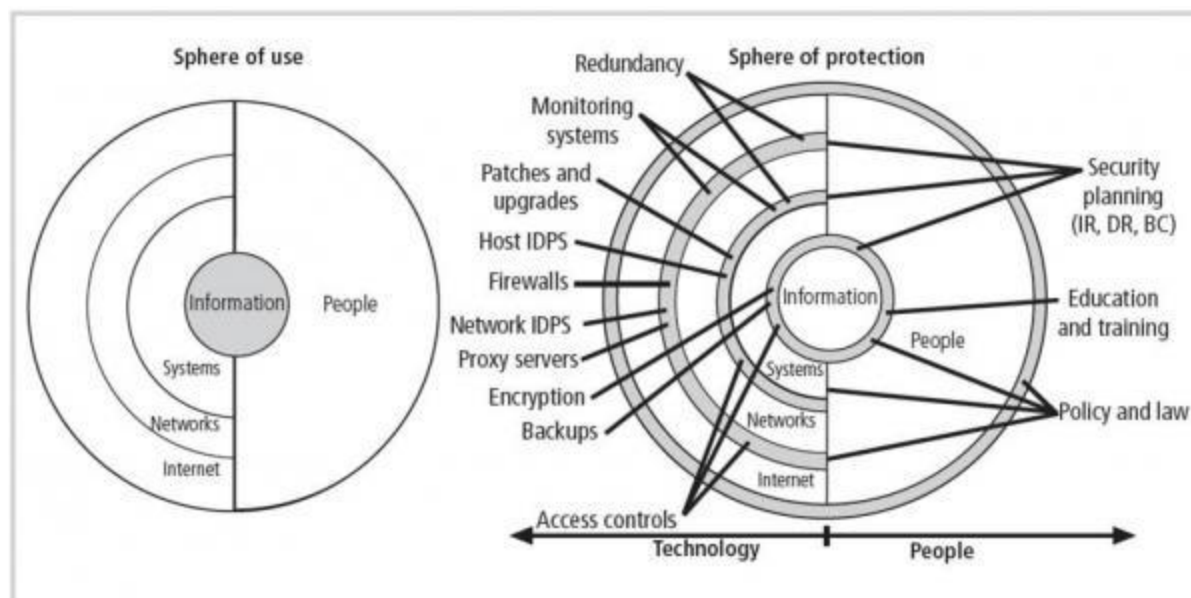 Sphere of use
Information
People
Systems
Networks
Internet
Sphere of protection
Redundancy
Monitoring
systems
Patches and
upgrades
Host IDPS
Firewalls
Network IDPS
Proxy servers
Encryption
Backups
Access controls
Information
People
Systems
Networks
Internet
Security
planning
(IR, DR, BC)
Education
and training
Policy and law
Technology
People